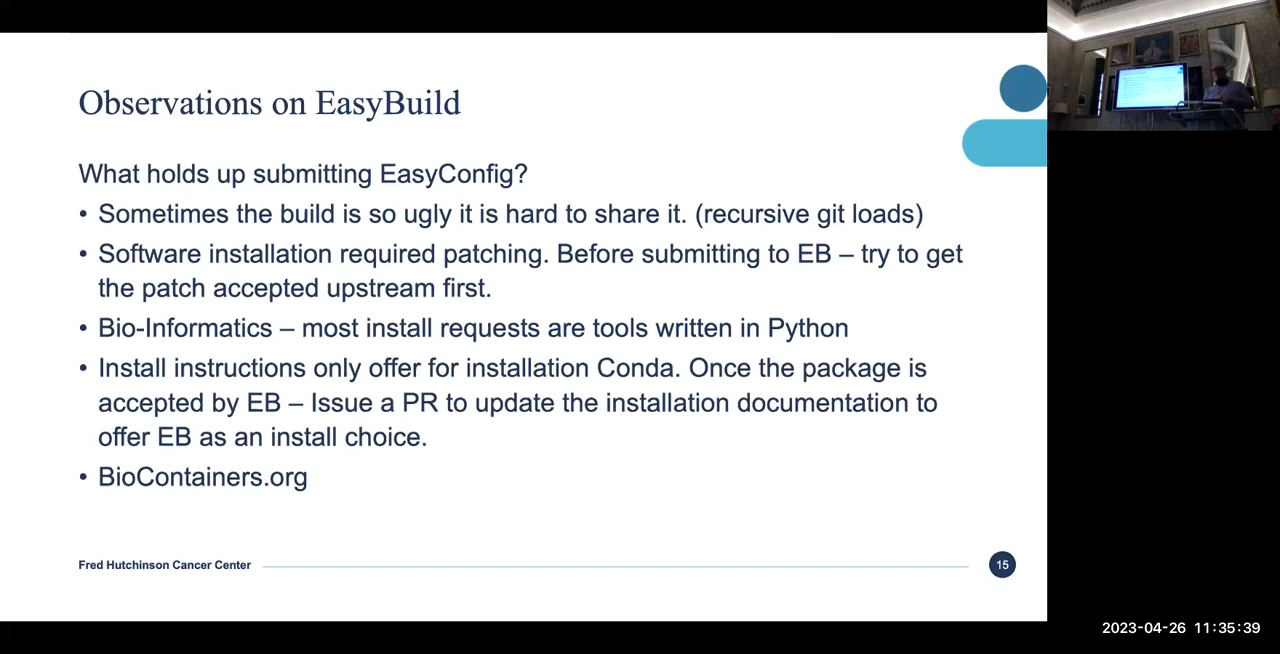 Observations on EasyBuild
What holds up submitting EasyConfig?
• Sometimes the build is so ugly it is hard to share it. (recursive git loads)
• Software installation required patching. Before submitting to EB – try to get
the patch accepted upstream first.
• Bio-Informatics – most install requests are tools written in Python
• Install instructions only offer for installation Conda. Once the package is
accepted by EB – Issue a PR to update the installation documentation to
offer EB as an install choice.
• BioContainers.org
Fred Hutchinson Cancer Center
15
2023-04-26 11:35:39